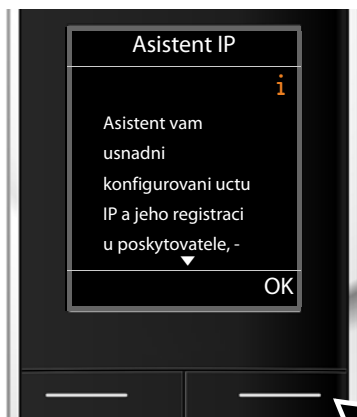 Asistent IP
i
Asistent vam
usnadni
konfigurovani uctu
IP a jeho registraci
u poskytovatele, -
OK